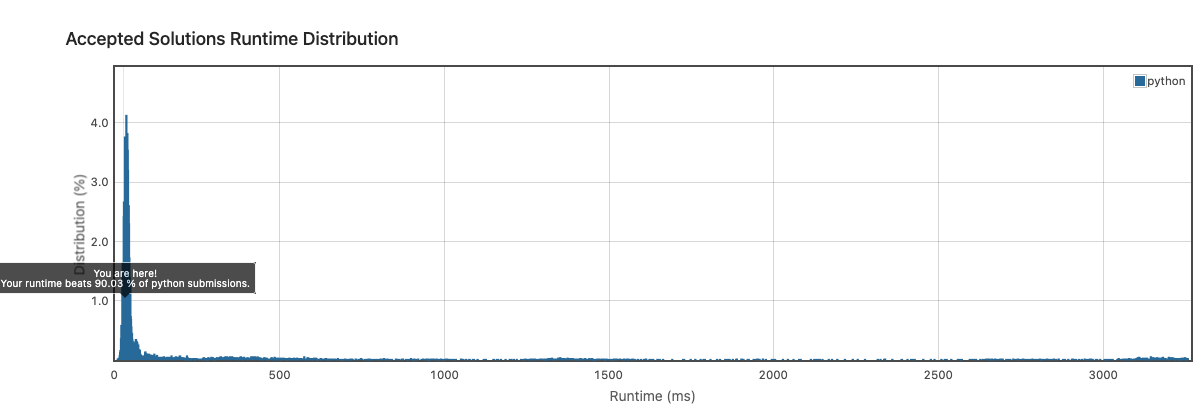 Accepted Solutions Runtime Distribution
python
4.0
3.0
2.0
1.0
Distribution (%)
You are here!
Your runtime beats 90.03 % of python submissions.
0 500 1000 1500 2000 2500 3000
Runtime (ms)